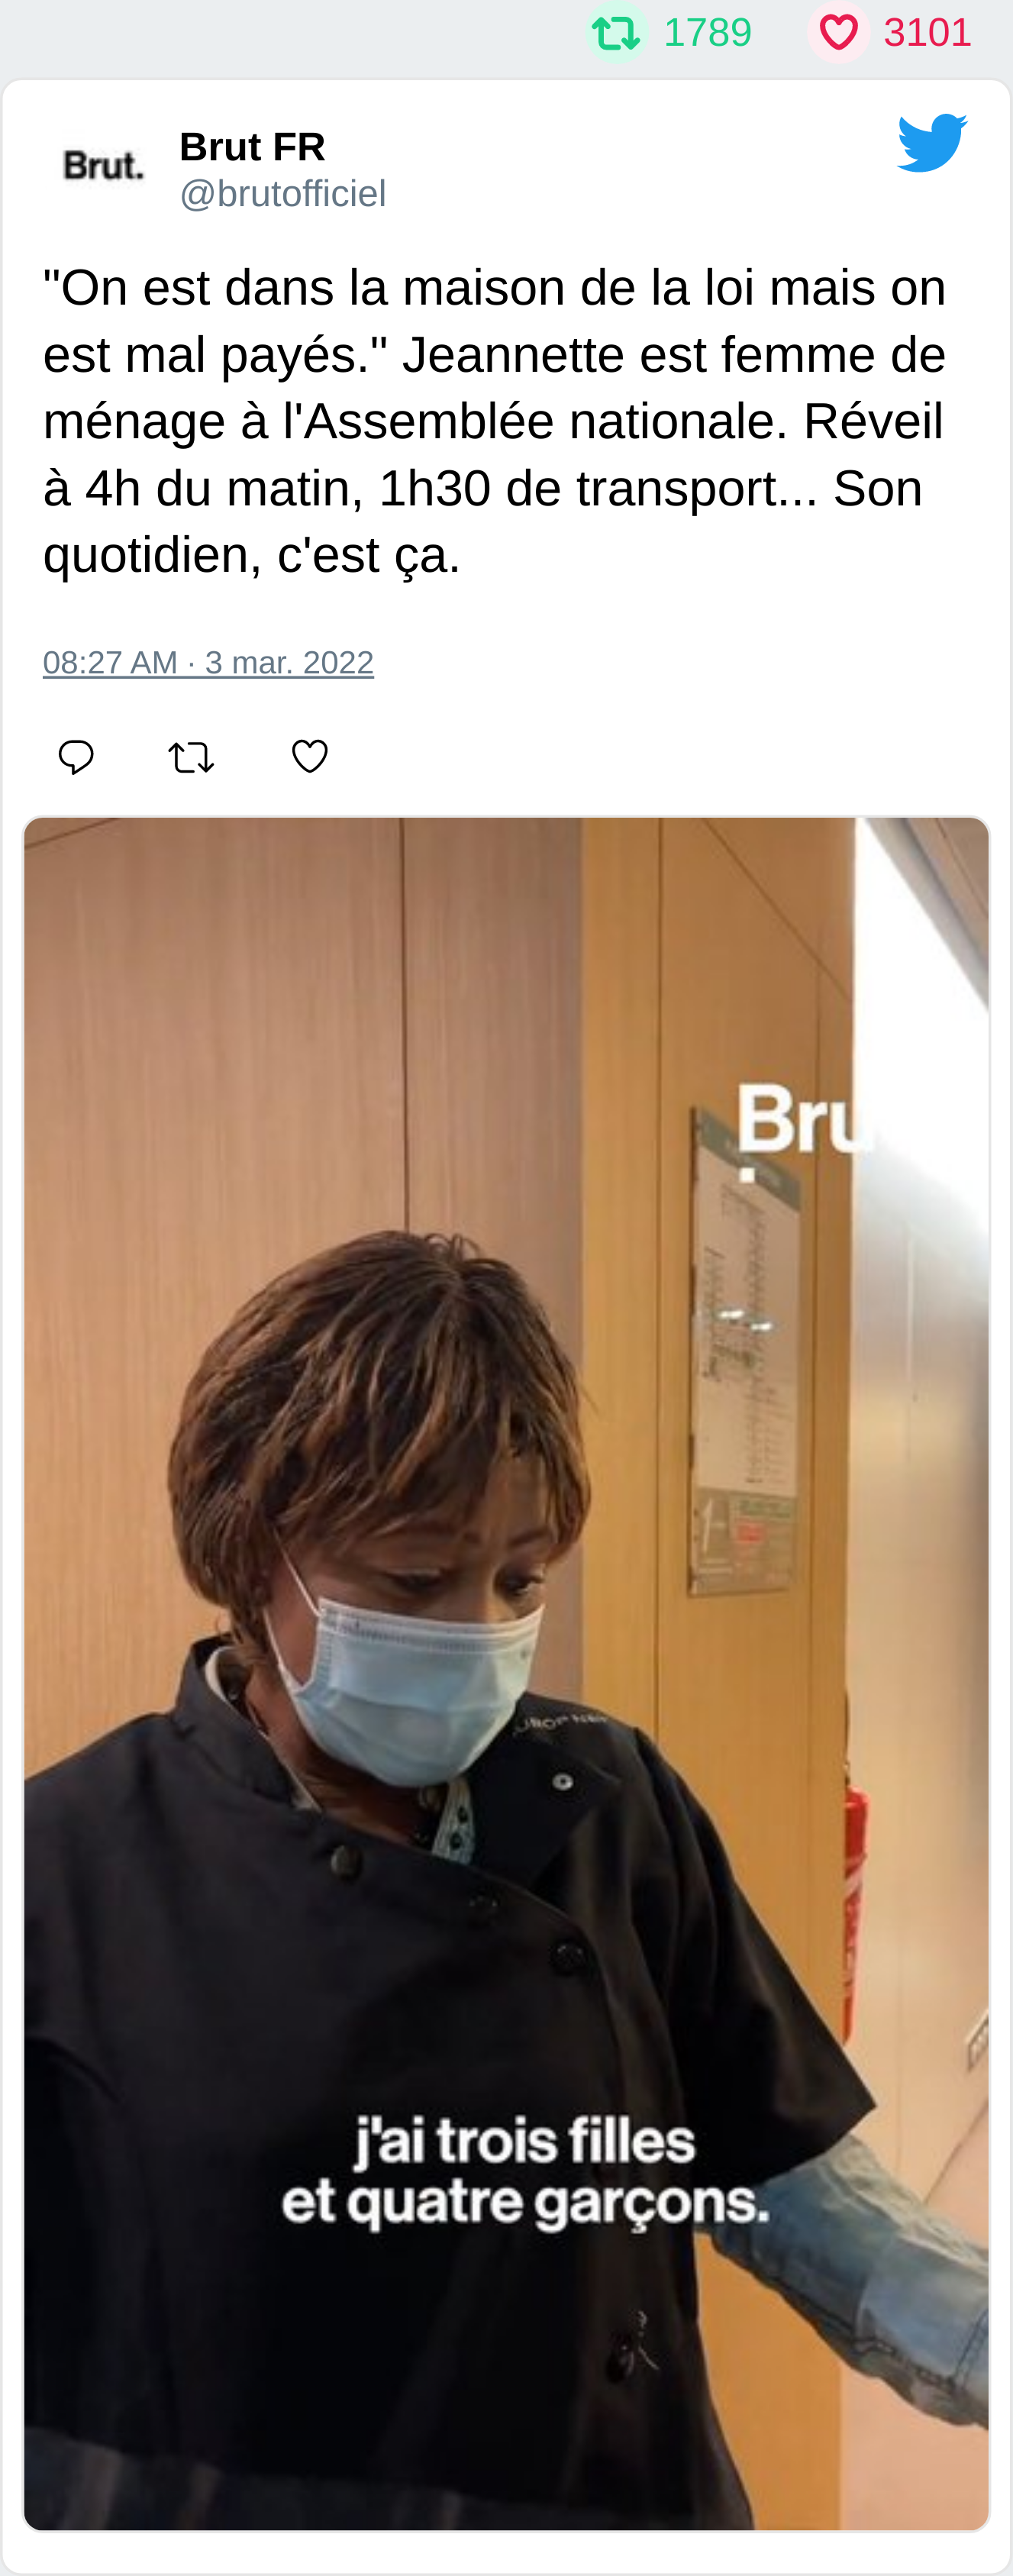 1789 3101
Brut.
Brut FR
@brutofficiel
"On est dans la maison de la loi mais on
est mal payés." Jeannette est femme de
ménage à l'Assemblée nationale. Réveil
à 4h du matin, 1h30 de transport... Son
quotidien, c'est ça.
08:27 AM · 3 mar. 2022
Bru
j'ai trois filles
et quatre garçons.